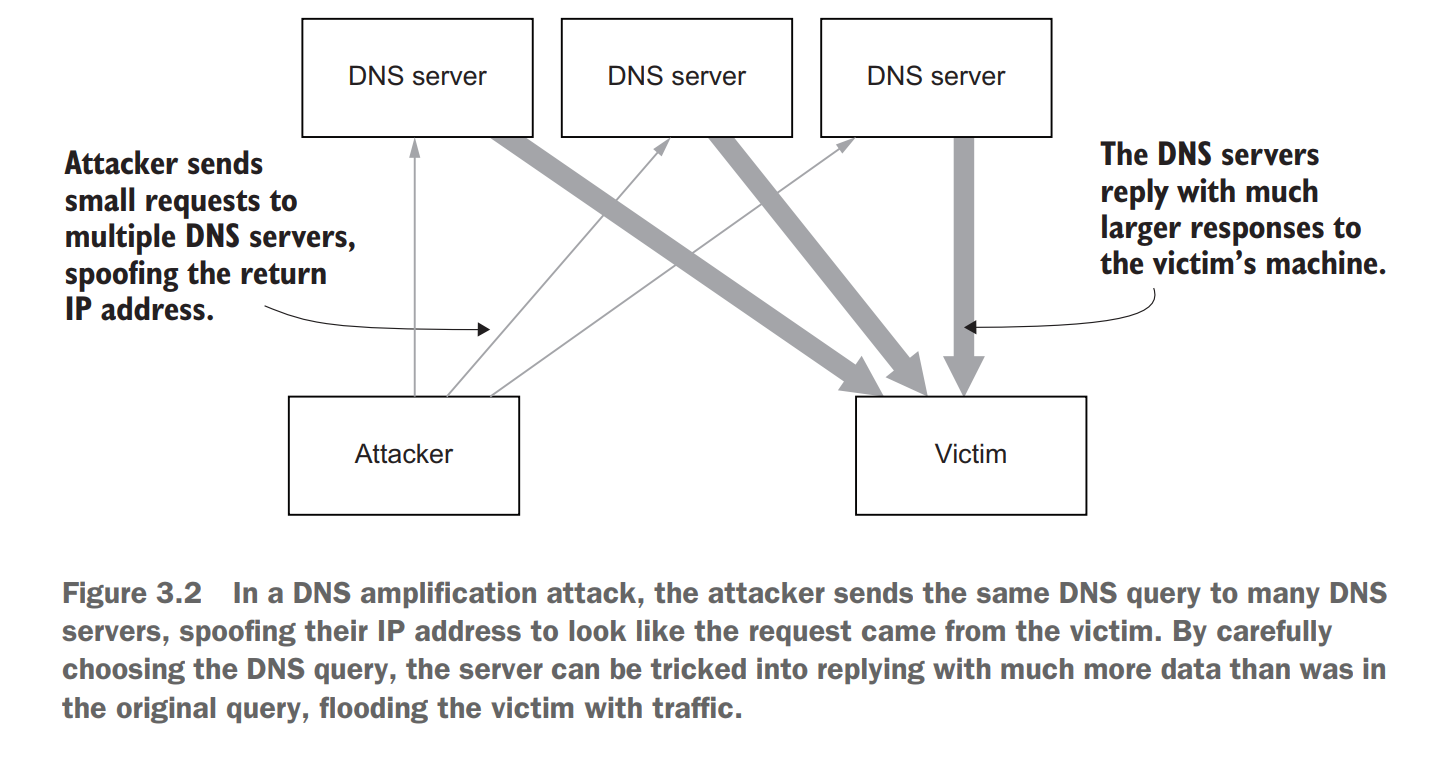 DNS server
DNS server
DNS server
Attacker sends
small requests to
multiple DNS servers,
spoofing the return
IP address.
The DNS servers
reply with much
larger responses to
the victim’s machine.
Attacker
Victim
Figure 3.2 In a DNS amplification attack, the attacker sends the same DNS query to many DNS
servers, spoofing their IP address to look like the request came from the victim. By carefully
choosing the DNS query, the server can be tricked into replying with much more data than was in
the original query, flooding the victim with traffic.